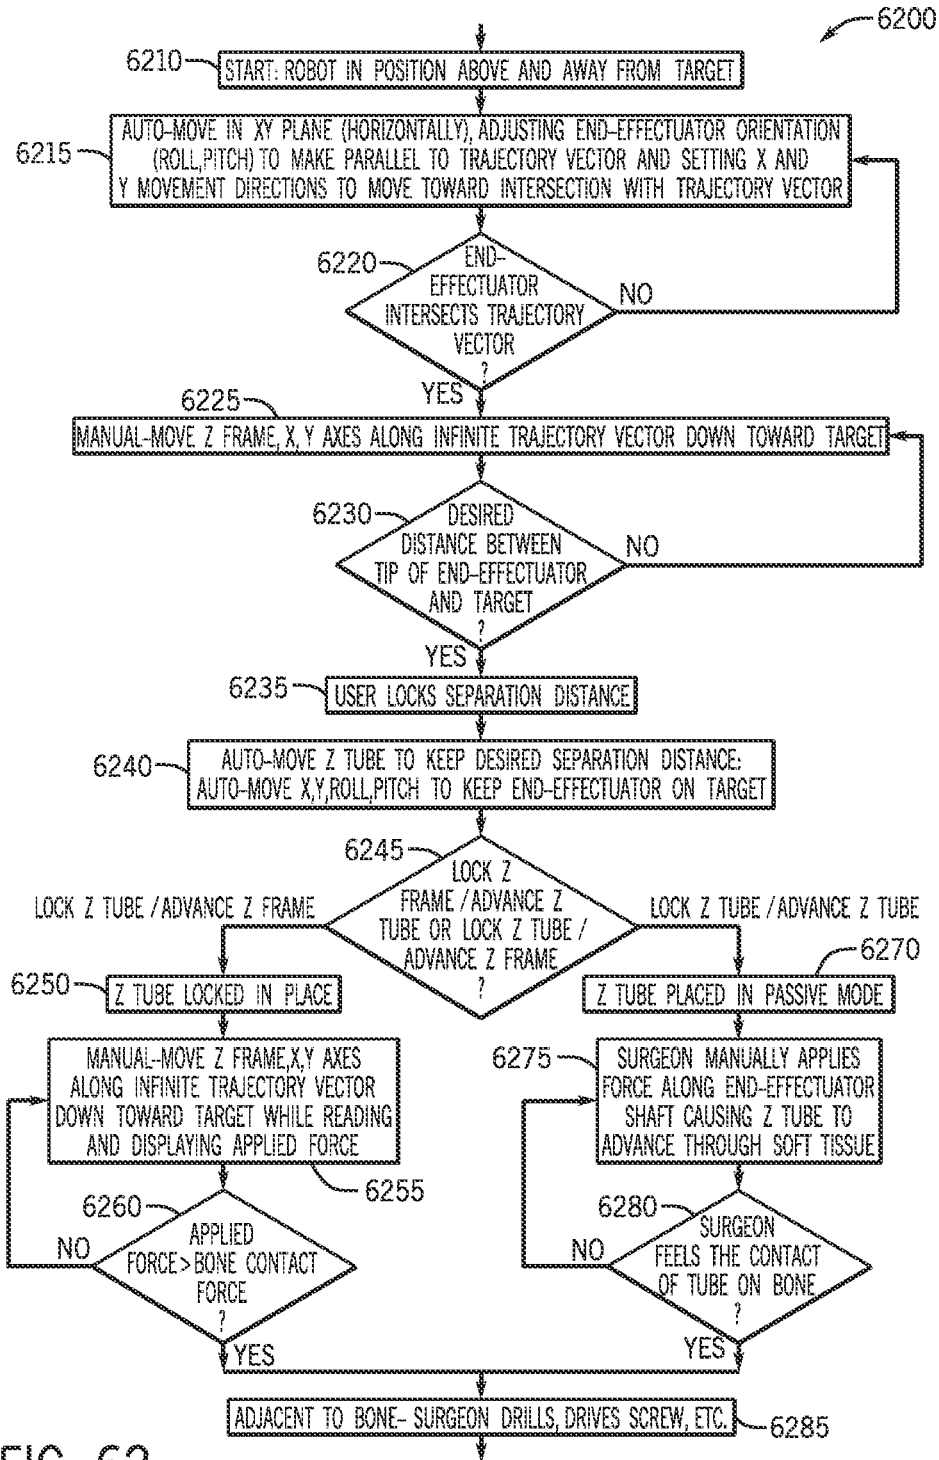 6200
6210
START: ROBOT IN POSITION ABOVE AND AWAY FROM TARGET
6215
AUTO-MOVE IN XY PLANE (HORIZONTALLY), ADJUSTING END-EFFECTUATOR ORIENTATION
(ROLL,PITCH) TO MAKE PARALLEL TO TRAJECTORY VECTOR AND SETTING X AND
Y MOVEMENT DIRECTIONS TO MOVE TOWARD INTERSECTION WITH TRAJECTORY VECTOR
6220
END-
EFFECTUATOR
INTERSECTS TRAJECTORY
VECTOR
?
NO
YES
6225
MANUAL-MOVE Z FRAME, X, Y AXES ALONG INFINITE TRAJECTORY VECTOR DOWN TOWARD TARGET
6230
DESIRED
DISTANCE BETWEEN
TIP OF END-EFFECTUATOR
AND TARGET
?
NO
YES
6235
USER LOCKS SEPARATION DISTANCE
6240
AUTO-MOVE Z TUBE TO KEEP DESIRED SEPARATION DISTANCE:
AUTO-MOVE X,Y,ROLL,PITCH TO KEEP END-EFFECTUATOR ON TARGET
6245
LOCK Z
FRAME/ADVANCE Z
TUBE OR LOCK Z TUBE/
ADVANCE Z FRAME
?
LOCK Z TUBE/ADVANCE Z FRAME
LOCK Z TUBE/ADVANCE Z TUBE
6250
Z TUBE LOCKED IN PLACE
MANUAL-MOVE Z FRAME,X,Y AXES
ALONG INFINITE TRAJECTORY VECTOR
DOWN TOWARD TARGET WHILE READING
AND DISPLAYING APPLIED FORCE
6255
6260
APPLIED
FORCE>BONE CONTACT
FORCE
?
NO
YES
6270
Z TUBE PLACED IN PASSIVE MODE
6275
SURGEON MANUALLY APPLIES
FORCE ALONG END-EFFECTUATOR
SHAFT CAUSING Z TUBE TO
ADVANCE THROUGH SOFT TISSUE
6280
SURGEON
FEELS THE CONTACT
OF TUBE ON BONE
?
NO
YES
ADJACENT TO BONE- SURGEON DRILLS, DRIVES SCREW, ETC.
6285
FIG. 62